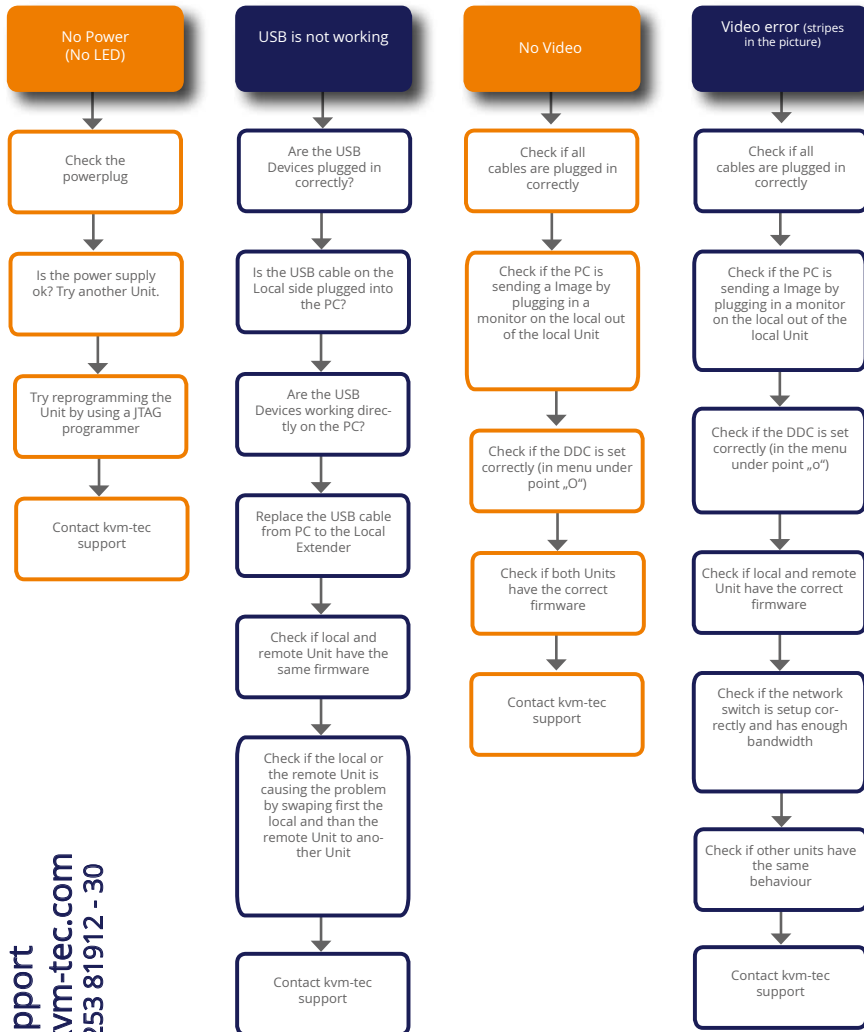 No Power
(No LED)
Check the
powerplug
Is the power supply
ok? Try another Unit.
Try reprogramming the
Unit by using a JTAG
programmer
Contact kvm-tec
support
USB is not working
Are the USB
Devices plugged in
correctly?
Is the USB cable on the
Local side plugged into
the PC?
Are the USB
Devices working direc-
tly on the PC?
Replace the USB cable
from PC to the Local
Extender
Check if local and
remote Unit have the
same firmware
Check if the local or
the remote Unit is
causing the problem
by swaping first the
local and than the
remote Unit to ano-
ther Unit
Contact kvm-tec
support
No Video
Check if all
cables are plugged in
correctly
Check if the PC is
sending a Image by
plugging in a
monitor on the local out
of the local Unit
Check if the DDC is set
correctly (in menu under
point „O“)
Check if both Units
have the correct
firmware
Contact kvm-tec
support
Video error (stripes
in the picture)
Check if all
cables are plugged in
correctly
Check if the PC is
sending a Image by
plugging in a monitor
on the local out of the
local Unit
Check if the DDC is set
correctly (in the menu
under point „o“)
Check if local and remote
Unit have the correct
firmware
Check if the network
switch is setup cor-
rectly and has enough
bandwidth
Check if other units have
the same
behaviour
Contact kvm-tec
support
pport
kvm-tec.com
253 81912 - 30